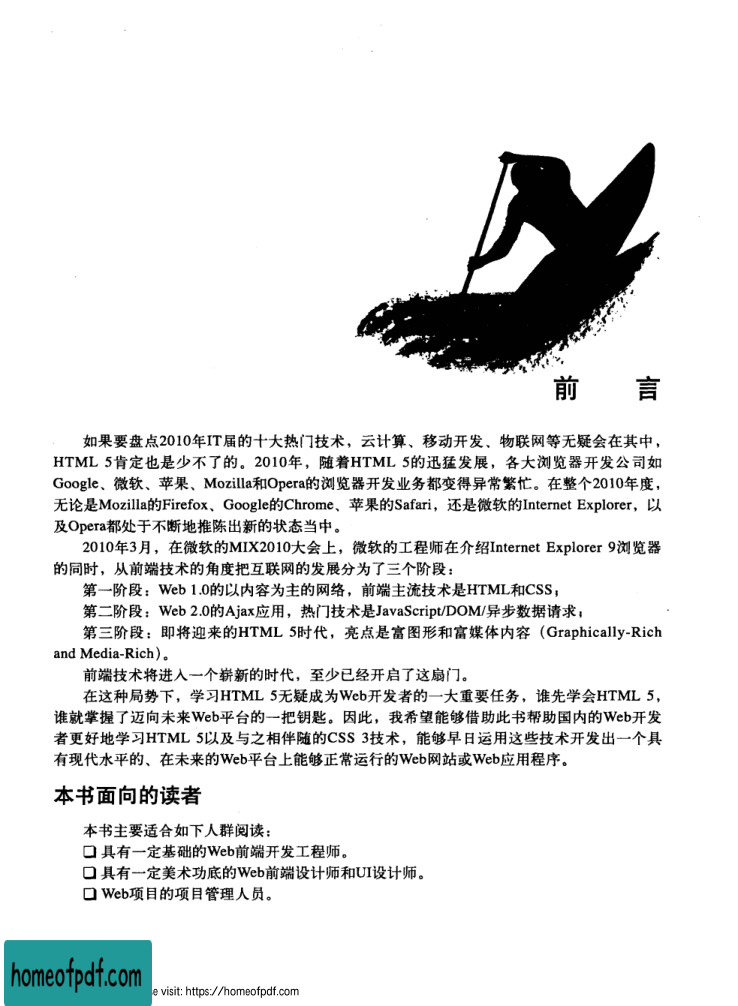 前 言
如果要盘点2010年IT届的十大热门技术，云计算、移动开发、物联网等无疑会在其中，
HTML 5肯定也是少不了的。2010年，随着HTML 5的迅猛发展，各大浏览器开发公司如
Google、微软、苹果、Mozilla和Opera的浏览器开发业务都变得异常繁忙。在整个2010年度，
无论是Mozilla的Firefox、Google的Chrome、苹果的Safari，还是微软的Internet Explorer，以
及Opera都处于不断地推陈出新的状态当中。
2010年3月，在微软的MIX2010大会上，微软的工程师在介绍Internet Explorer 9浏览器
的同时，从前端技术的角度把互联网的发展分为了三个阶段：
第一阶段：Web 1.0的以内容为主的网络，前端主流技术是HTML和CSS；
第二阶段：Web 2.0的Ajax应用，热门技术是JavaScript/DOM/异步数据请求；
第三阶段：即将迎来的HTML 5时代，亮点是富图形和富媒体内容（Graphically-Rich
and Media-Rich）。
前端技术将进入一个崭新的时代，至少已经开启了这扇门。
在这种局势下，学习HTML 5无疑成为Web开发者的一大重要任务，谁先学会HTML 5，
谁就掌握了迈向未来Web平台的一把钥匙。因此，我希望能够借助此书帮助国内的Web开发
者更好地学习HTML 5以及与之相伴随的CSS 3技术，能够早日运用这些技术开发出一个具
有现代水平的、在未来的Web平台上能够正常运行的Web网站或Web应用程序。
本书面向的读者
本书主要适合如下人群阅读：
❑ 具有一定基础的Web前端开发工程师。
❑ 具有一定美术功底的Web前端设计师和UI设计师。
❑ Web项目的项目管理人员。
homeofpdf.com
visit: https://homeofpdf.com